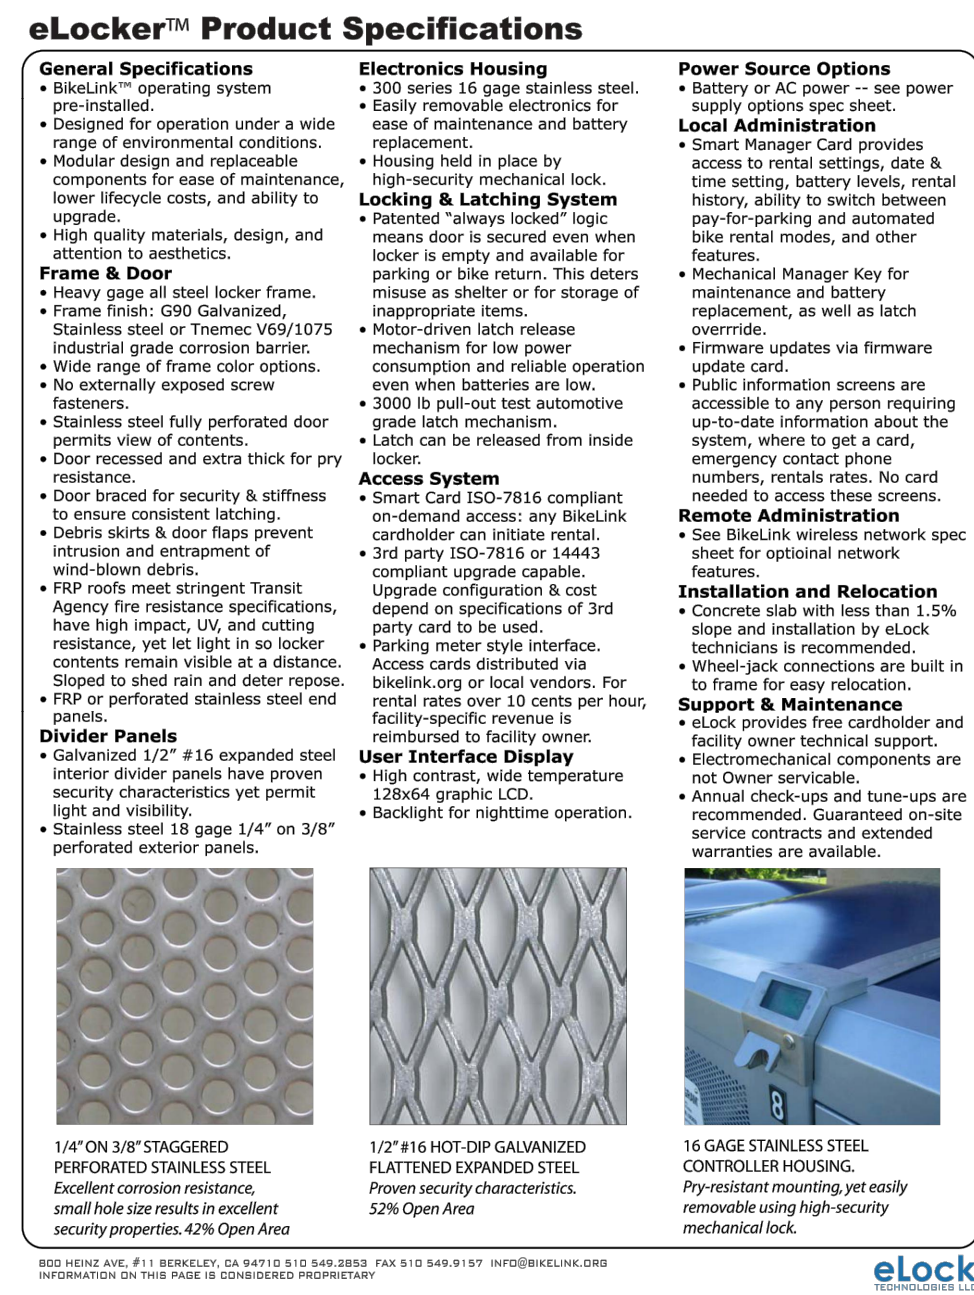 eLocker™ Product Specifications
General Specifications
• BikeLink™ operating system
pre-installed.
• Designed for operation under a wide
range of environmental conditions.
• Modular design and replaceable
components for ease of maintenance,
lower lifecycle costs, and ability to
upgrade.
• High quality materials, design, and
attention to aesthetics.
Frame & Door
• Heavy gage all steel locker frame.
• Frame finish: G90 Galvanized,
Stainless steel or Tnemec V69/1075
industrial grade corrosion barrier.
• Wide range of frame color options.
• No externally exposed screw
fasteners.
• Stainless steel fully perforated door
permits view of contents.
• Door recessed and extra thick for pry
resistance.
• Door braced for security & stiffness
to ensure consistent latching.
• Debris skirts & door flaps prevent
intrusion and entrapment of
wind-blown debris.
• FRP roofs meet stringent Transit
Agency fire resistance specifications,
have high impact, UV, and cutting
resistance, yet let light in so locker
contents remain visible at a distance.
Sloped to shed rain and deter repose.
• FRP or perforated stainless steel end
panels.
Divider Panels
• Galvanized 1/2” #16 expanded steel
interior divider panels have proven
security characteristics yet permit
light and visibility.
• Stainless steel 18 gage 1/4” on 3/8”
perforated exterior panels.
Electronics Housing
• 300 series 16 gage stainless steel.
• Easily removable electronics for
ease of maintenance and battery
replacement.
• Housing held in place by
high-security mechanical lock.
Locking & Latching System
• Patented “always locked” logic
means door is secured even when
locker is empty and available for
parking or bike return. This deters
misuse as shelter or for storage of
inappropriate items.
• Motor-driven latch release
mechanism for low power
consumption and reliable operation
even when batteries are low.
• 3000 lb pull-out test automotive
grade latch mechanism.
• Latch can be released from inside
locker.
Access System
• Smart Card ISO-7816 compliant
on-demand access: any BikeLink
cardholder can initiate rental.
• 3rd party ISO-7816 or 14443
compliant upgrade capable.
Upgrade configuration & cost
depend on specifications of 3rd
party card to be used.
• Parking meter style interface.
Access cards distributed via
bikelink.org or local vendors. For
rental rates over 10 cents per hour,
facility-specific revenue is
reimbursed to facility owner.
User Interface Display
• High contrast, wide temperature
128x64 graphic LCD.
• Backlight for nighttime operation.
Power Source Options
• Battery or AC power -- see power
supply options spec sheet.
Local Administration
• Smart Manager Card provides
access to rental settings, date &
time setting, battery levels, rental
history, ability to switch between
pay-for-parking and automated
bike rental modes, and other
features.
• Mechanical Manager Key for
maintenance and battery
replacement, as well as latch
overrride.
• Firmware updates via firmware
update card.
• Public information screens are
accessible to any person requiring
up-to-date information about the
system, where to get a card,
emergency contact phone
numbers, rentals rates. No card
needed to access these screens.
Remote Administration
• See BikeLink wireless network spec
sheet for optioinal network
features.
Installation and Relocation
• Concrete slab with less than 1.5%
slope and installation by eLock
technicians is recommended.
• Wheel-jack connections are built in
to frame for easy relocation.
Support & Maintenance
• eLock provides free cardholder and
facility owner technical support.
• Electromechanical components are
not Owner servicable.
• Annual check-ups and tune-ups are
recommended. Guaranteed on-site
service contracts and extended
warranties are available.
8
1/4” ON 3/8” STAGGERED
PERFORATED STAINLESS STEEL
Excellent corrosion resistance,
small hole size results in excellent
security properties. 42% Open Area
1/2” #16 HOT-DIP GALVANIZED
FLATTENED EXPANDED STEEL
Proven security characteristics.
52% Open Area
16 GAGE STAINLESS STEEL
CONTROLLER HOUSING.
Pry-resistant mounting, yet easily
removable using high-security
mechanical lock.
800 HEINZ AVE, #11 BERKELEY, CA 94710 510 549.2853 FAX 510 549.9157 INFO@BIKELINK.ORG
INFORMATION ON THIS PAGE IS CONSIDERED PROPRIETARY
eLock
TECHNOLOGIES LLC